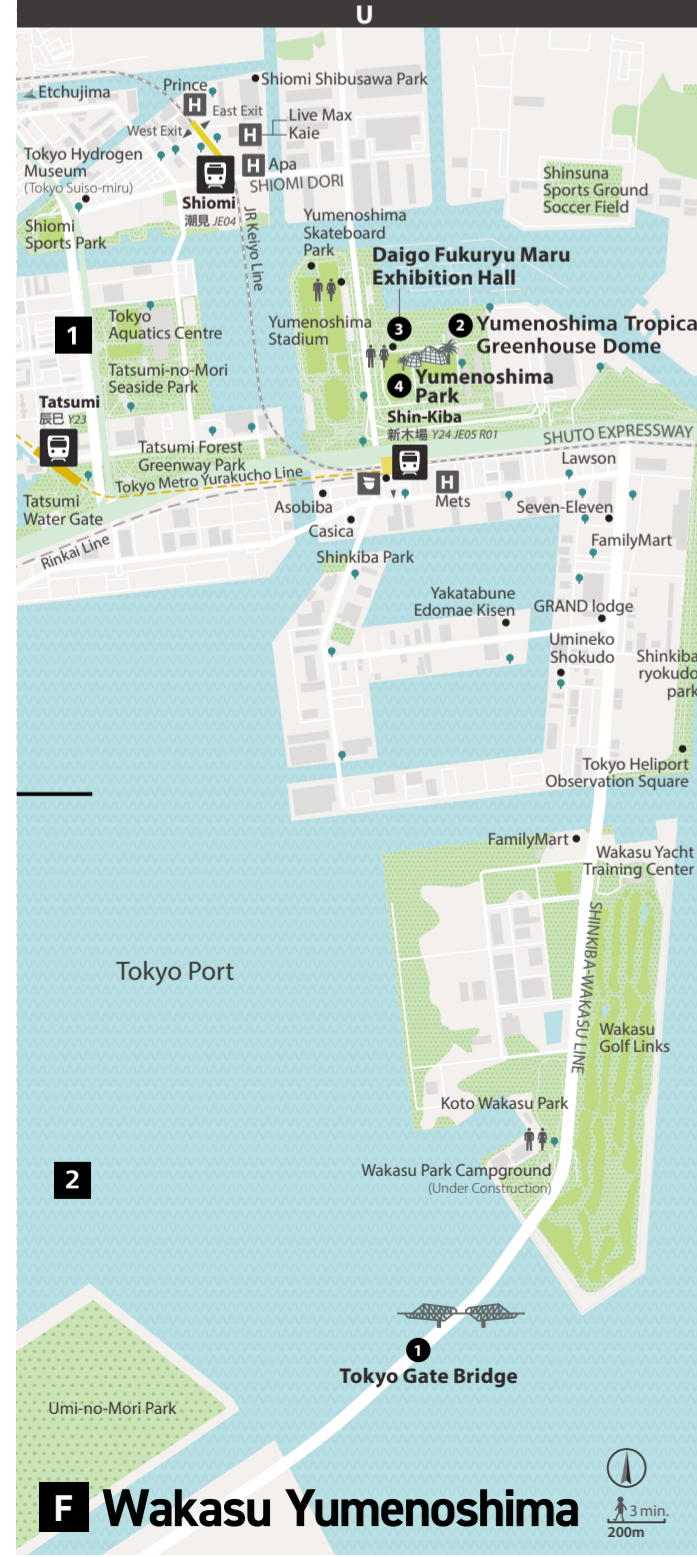 U
Etchujima
Prince
Shiomi Shibusawa Park
East Exit
West Exit
H
H
Live Max
Kaie
H
Apa
SHIOMI DORI
Tokyo Hydrogen
Museum
(Tokyo Suiso-miru)
Shiomi
潮見 JE04
JR Keiyo Line
Shiomi
Sports Park
Shinsuna
Sports Ground
Soccer Field
Yumenoshima
Skateboard
Park
Daigo Fukuryu Maru
Exhibition Hall
3
1
Tokyo
Aquatics Centre
Yumenoshima
Stadium
2
Yumenoshima Tropica
Greenhouse Dome
Tatsumi-no-Mori
Seaside Park
4
Yumenoshima
Park
Tatsumi
辰巳 Y23
Shin-Kiba
新木場 Y24 JE05 R01
SHUTO EXPRESSWAY
Tatsumi Forest
Greenway Park
Tokyo Metro Yurakucho Line
Lawson
H
Mets
Tatsumi
Water Gate
Asobiba
Seven-Eleven
Rinkai Line
Casica
FamilyMart
Shinkiba Park
Yakatabune
Edomae Kisen
GRAND lodge
Umineko
Shokudo
Shinkiba
ryokudo
park
Tokyo Heliport
Observation Square
FamilyMart
Wakasu Yacht
Training Center
SHINKIBA-WAKASU LINE
Tokyo Port
Wakasu
Golf Links
Koto Wakasu Park
2
Wakasu Park Campground
(Under Construction)
1
Tokyo Gate Bridge
Umi-no-Mori Park
F Wakasu Yumenoshima
3 min.
200m